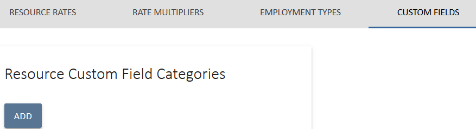 RESOURCE RATES RATE MULTIPLIERS EMPLOYMENT TYPES CUSTOM FIELDS
Resource Custom Field Categories
ADD